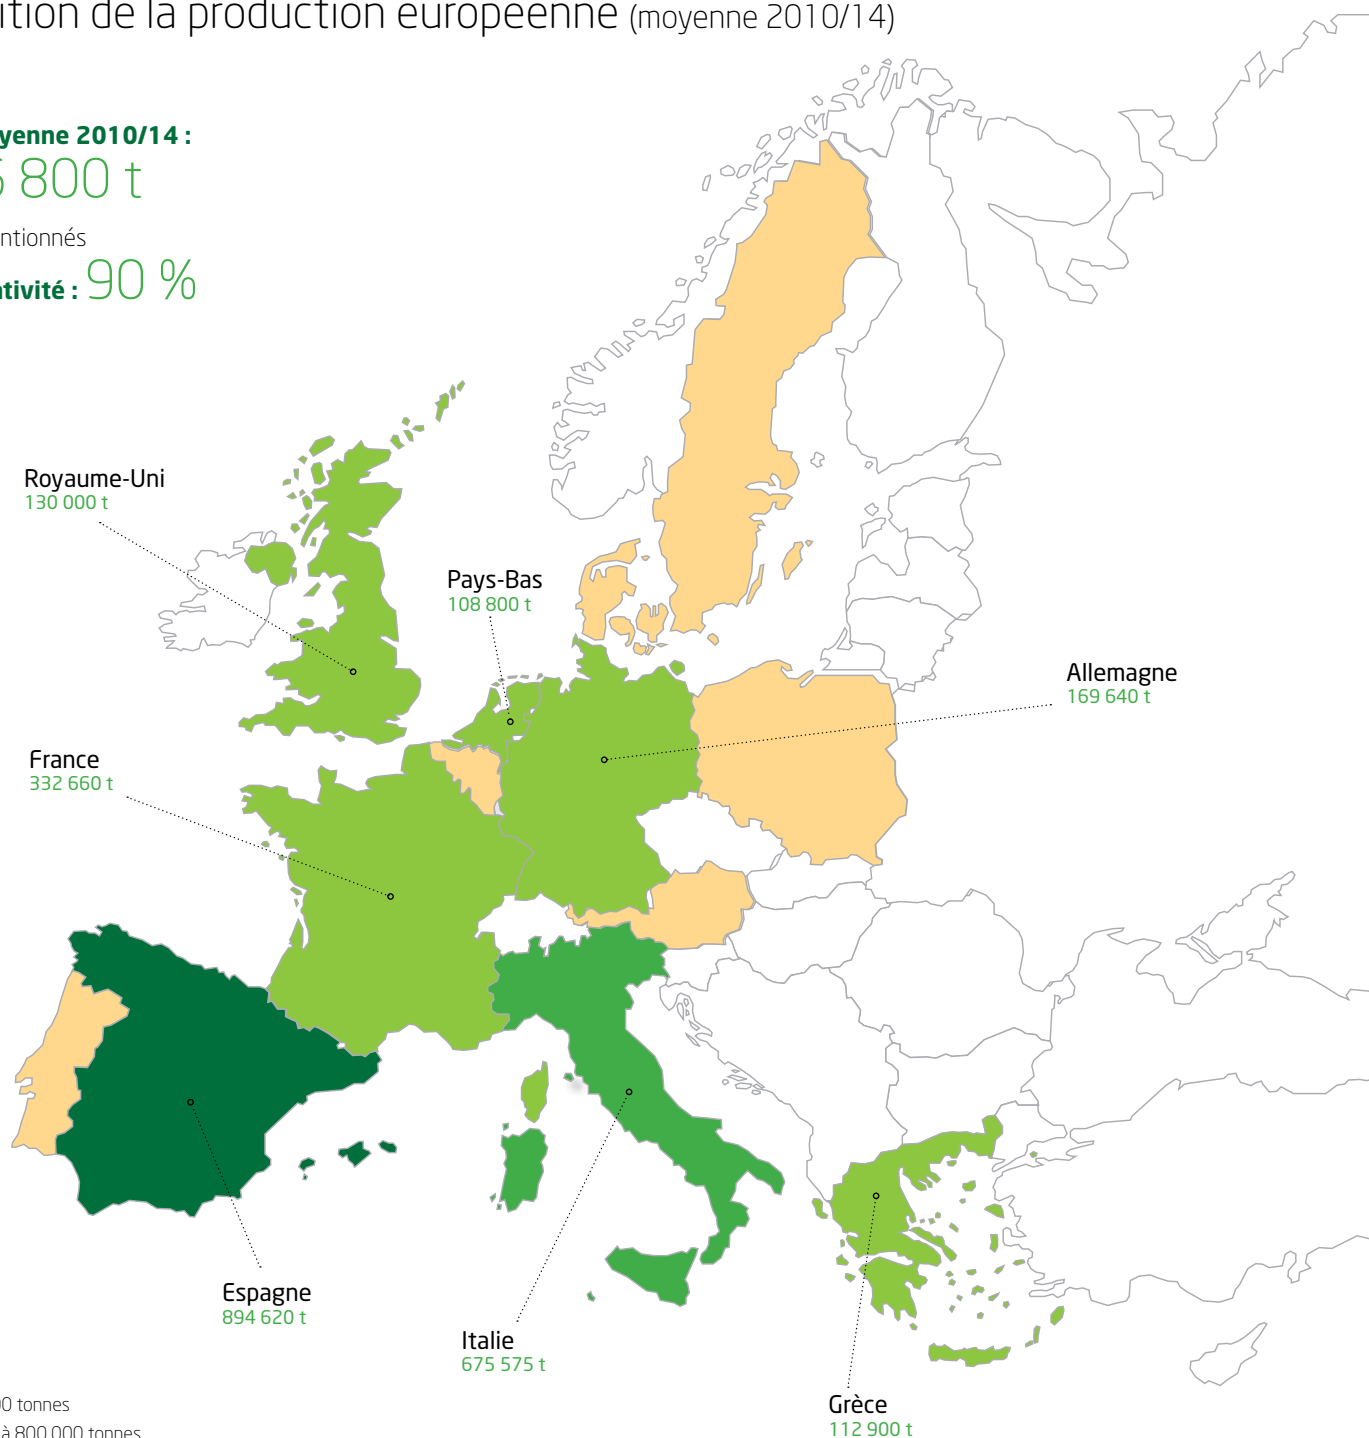 ition de la production européenne (moyenne 2010/14)
yenne 2010/14 :
800 t
ntionnés
ativité : 90 %
Royaume-Uni
130 000 t
Pays-Bas
108 800 t
Allemagne
169 640 t
France
332 660 t
Espagne
894 620 t
Italie
675 575 t
Grèce
112 900 t
0 tonnes
à 800 000 tonnes